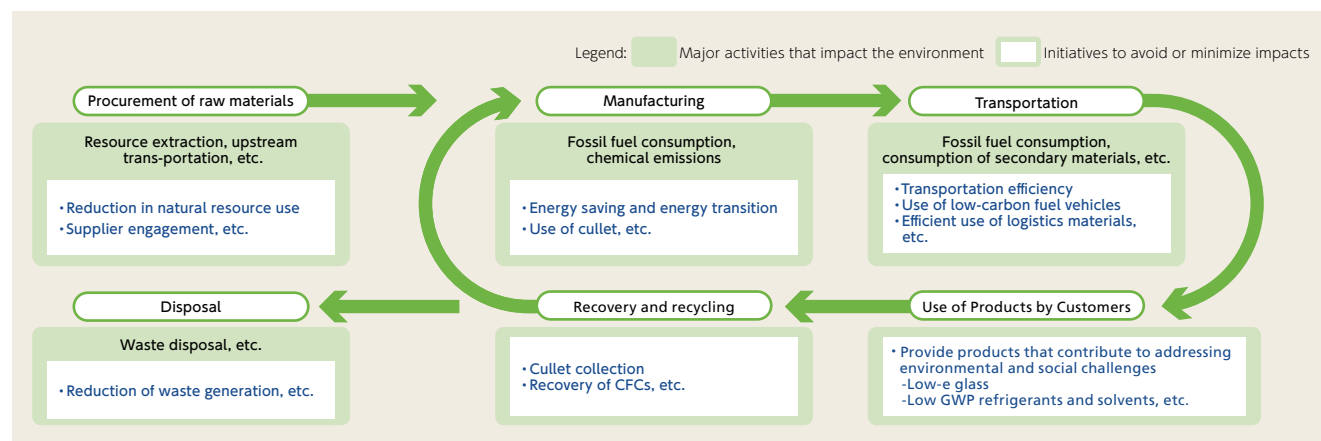 Legend: Major activities that impact the environment Initiatives to avoid or minimize impacts
Procurement of raw materials
Resource extraction, upstream
trans-portation, etc.
・Reduction in natural resource use
・Supplier engagement, etc.
Manufacturing
Fossil fuel consumption,
chemical emissions
・Energy saving and energy transition
・Use of cullet, etc.
Transportation
Fossil fuel consumption,
consumption of secondary materials, etc.
・Transportation efficiency
・Use of low-carbon fuel vehicles
・Efficient use of logistics materials,
etc.
Disposal
Waste disposal, etc.
・Reduction of waste generation, etc.
Recovery and recycling
・Cullet collection
・Recovery of CFCs, etc.
Use of Products by Customers
・Provide products that contribute to addressing
environmental and social challenges
-Low-e glass
-Low GWP refrigerants and solvents, etc.